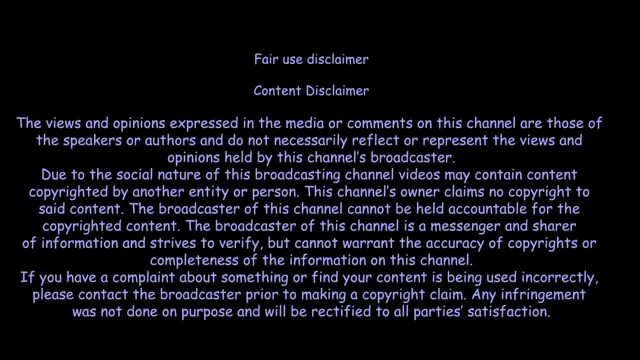 Fair use disclaimer
Content Disclaimer
The views and opinions expressed in the media or comments on this channel are those of
the speakers or authors and do not necessarily reflect or represent the views and
opinions held by this channel's broadcaster.
Due to the social nature of this broadcasting channel videos may contain content
copyrighted by another entity or person. This channel's owner claims no copyright to
said content. The broadcaster of this channel cannot be held accountable for the
copyrighted content. The broadcaster of this channel is a messenger and sharer
of information and strives to verify, but cannot warrant the accuracy of copyrights or
completeness of the information on this channel.
If you have a complaint about something or find your content is being used incorrectly,
please contact the broadcaster prior to making a copyright claim. Any infringement
was not done on purpose and will be rectified to all parties' satisfaction.